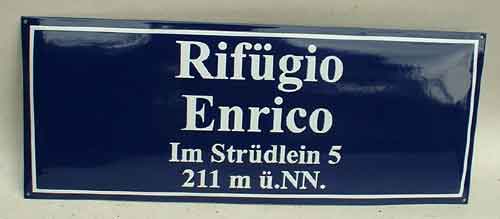 Rifügio
Enrico
Im Strüdlein 5
211 m ü.NN.